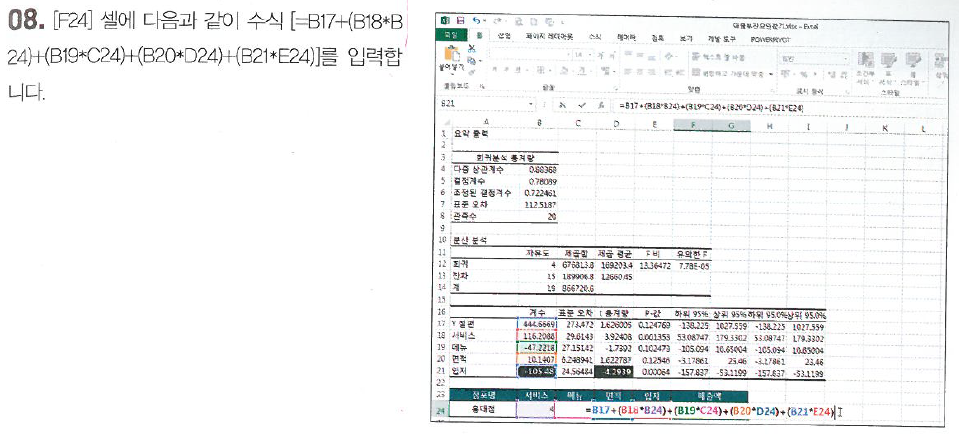 08. [F24] 셀에 다음과 같이 수식 [=B17+(B18*B
24)+(B19*C24)+(B20*D24)+(B21*E24)]를 입력합
니다.
- Excel
파일 홈 삽입 페이지 레이아웃 수식 데이터 검토 보기 개발 도구 POWERPIVOT
붙여넣기
클립보드 글꼴 맞춤 표시 형식 스타일
B21 =B17+(B18*B24)+(B19*C24)+(B20*D24)+(B21*E24)
A B C D E F G H I J K L
1 요약 출력
2
3 회귀분석 통계량
4 다중 상관계수 0.88368
5 결정계수 0.78089
6 조정된 결정계수 0.722461
7 표준 오차 112.5187
8 관측수 20
9
10 분산 분석
11 자유도 제곱합 제곱 평균 F 비 유의한 F
12 회귀 4 676813.8 169203.4 13.36472 7.78E-05
13 잔차 15 189906.8 12660.45
14 계 19 866720.6
15
16 계수 표준 오차 t 통계량 P-값 하위 95% 상위 95% 하위 95.0% 상위 95.0%
17 Y 절편 444.6669 273.472 1.626005 0.124769 -138.225 1027.559 -138.225 1027.559
18 서비스 116.2088 29.6143 3.92408 0.001353 53.08747 179.3302 53.08747 179.3302
19 메뉴 -47.2218 27.15142 -1.7392 0.102473 -105.094 10.65004 -105.094 10.65004
20 면적 10.1407 6.248941 1.622787 0.12546 -3.17861 23.46 -3.17861 23.46
21 입지 -105.48 24.56484 -4.2939 0.00064 -157.837 -53.1199 -157.837 -53.1199
22
23 점포명 서비스 메뉴 면적 입지 매출액
24 홍대점 4 =B17+(B18*B24)+(B19*C24)+(B20*D24)+(B21*E24)